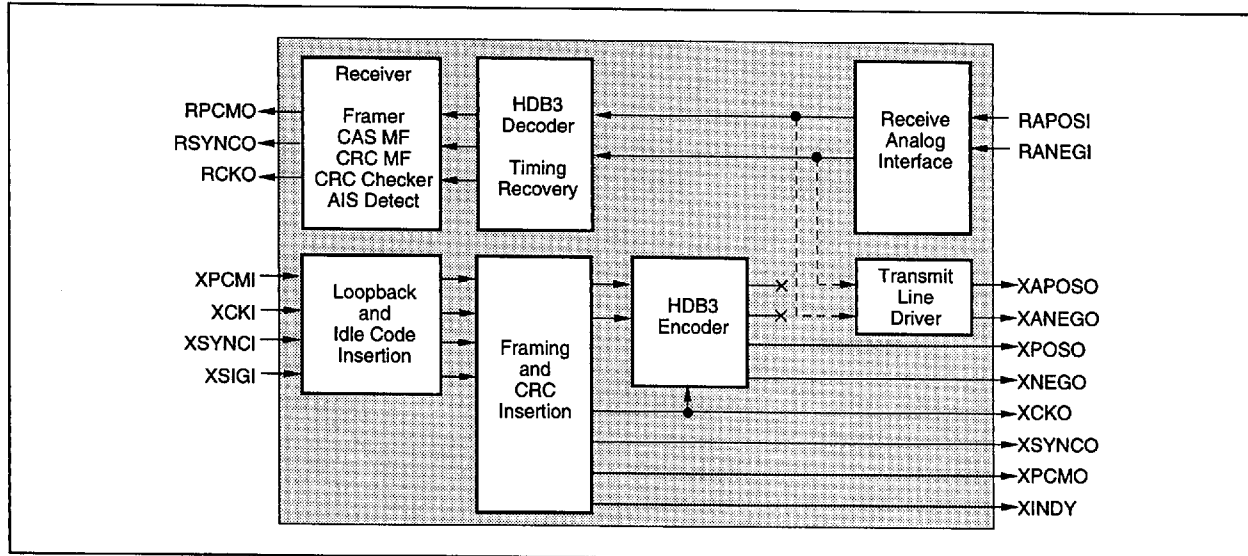 RPCMO
RSYNCO
RCKO
Receiver
Framer
CAS MF
CRC MF
CRC Checker
AIS Detect
HDB3
Decoder
Timing
Recovery
Receive
Analog
Interface
RAPOSI
RANEGI
XPCMI
XCKI
XSYNCI
XSIGI
Loopback
and
Idle Code
Insertion
Framing
and
CRC
Insertion
HDB3
Encoder
Transmit
Line
Driver
XAPOSO
XANEGO
XPOSO
XNEGO
XCKO
XSYNCO
XPCMO
XINDY